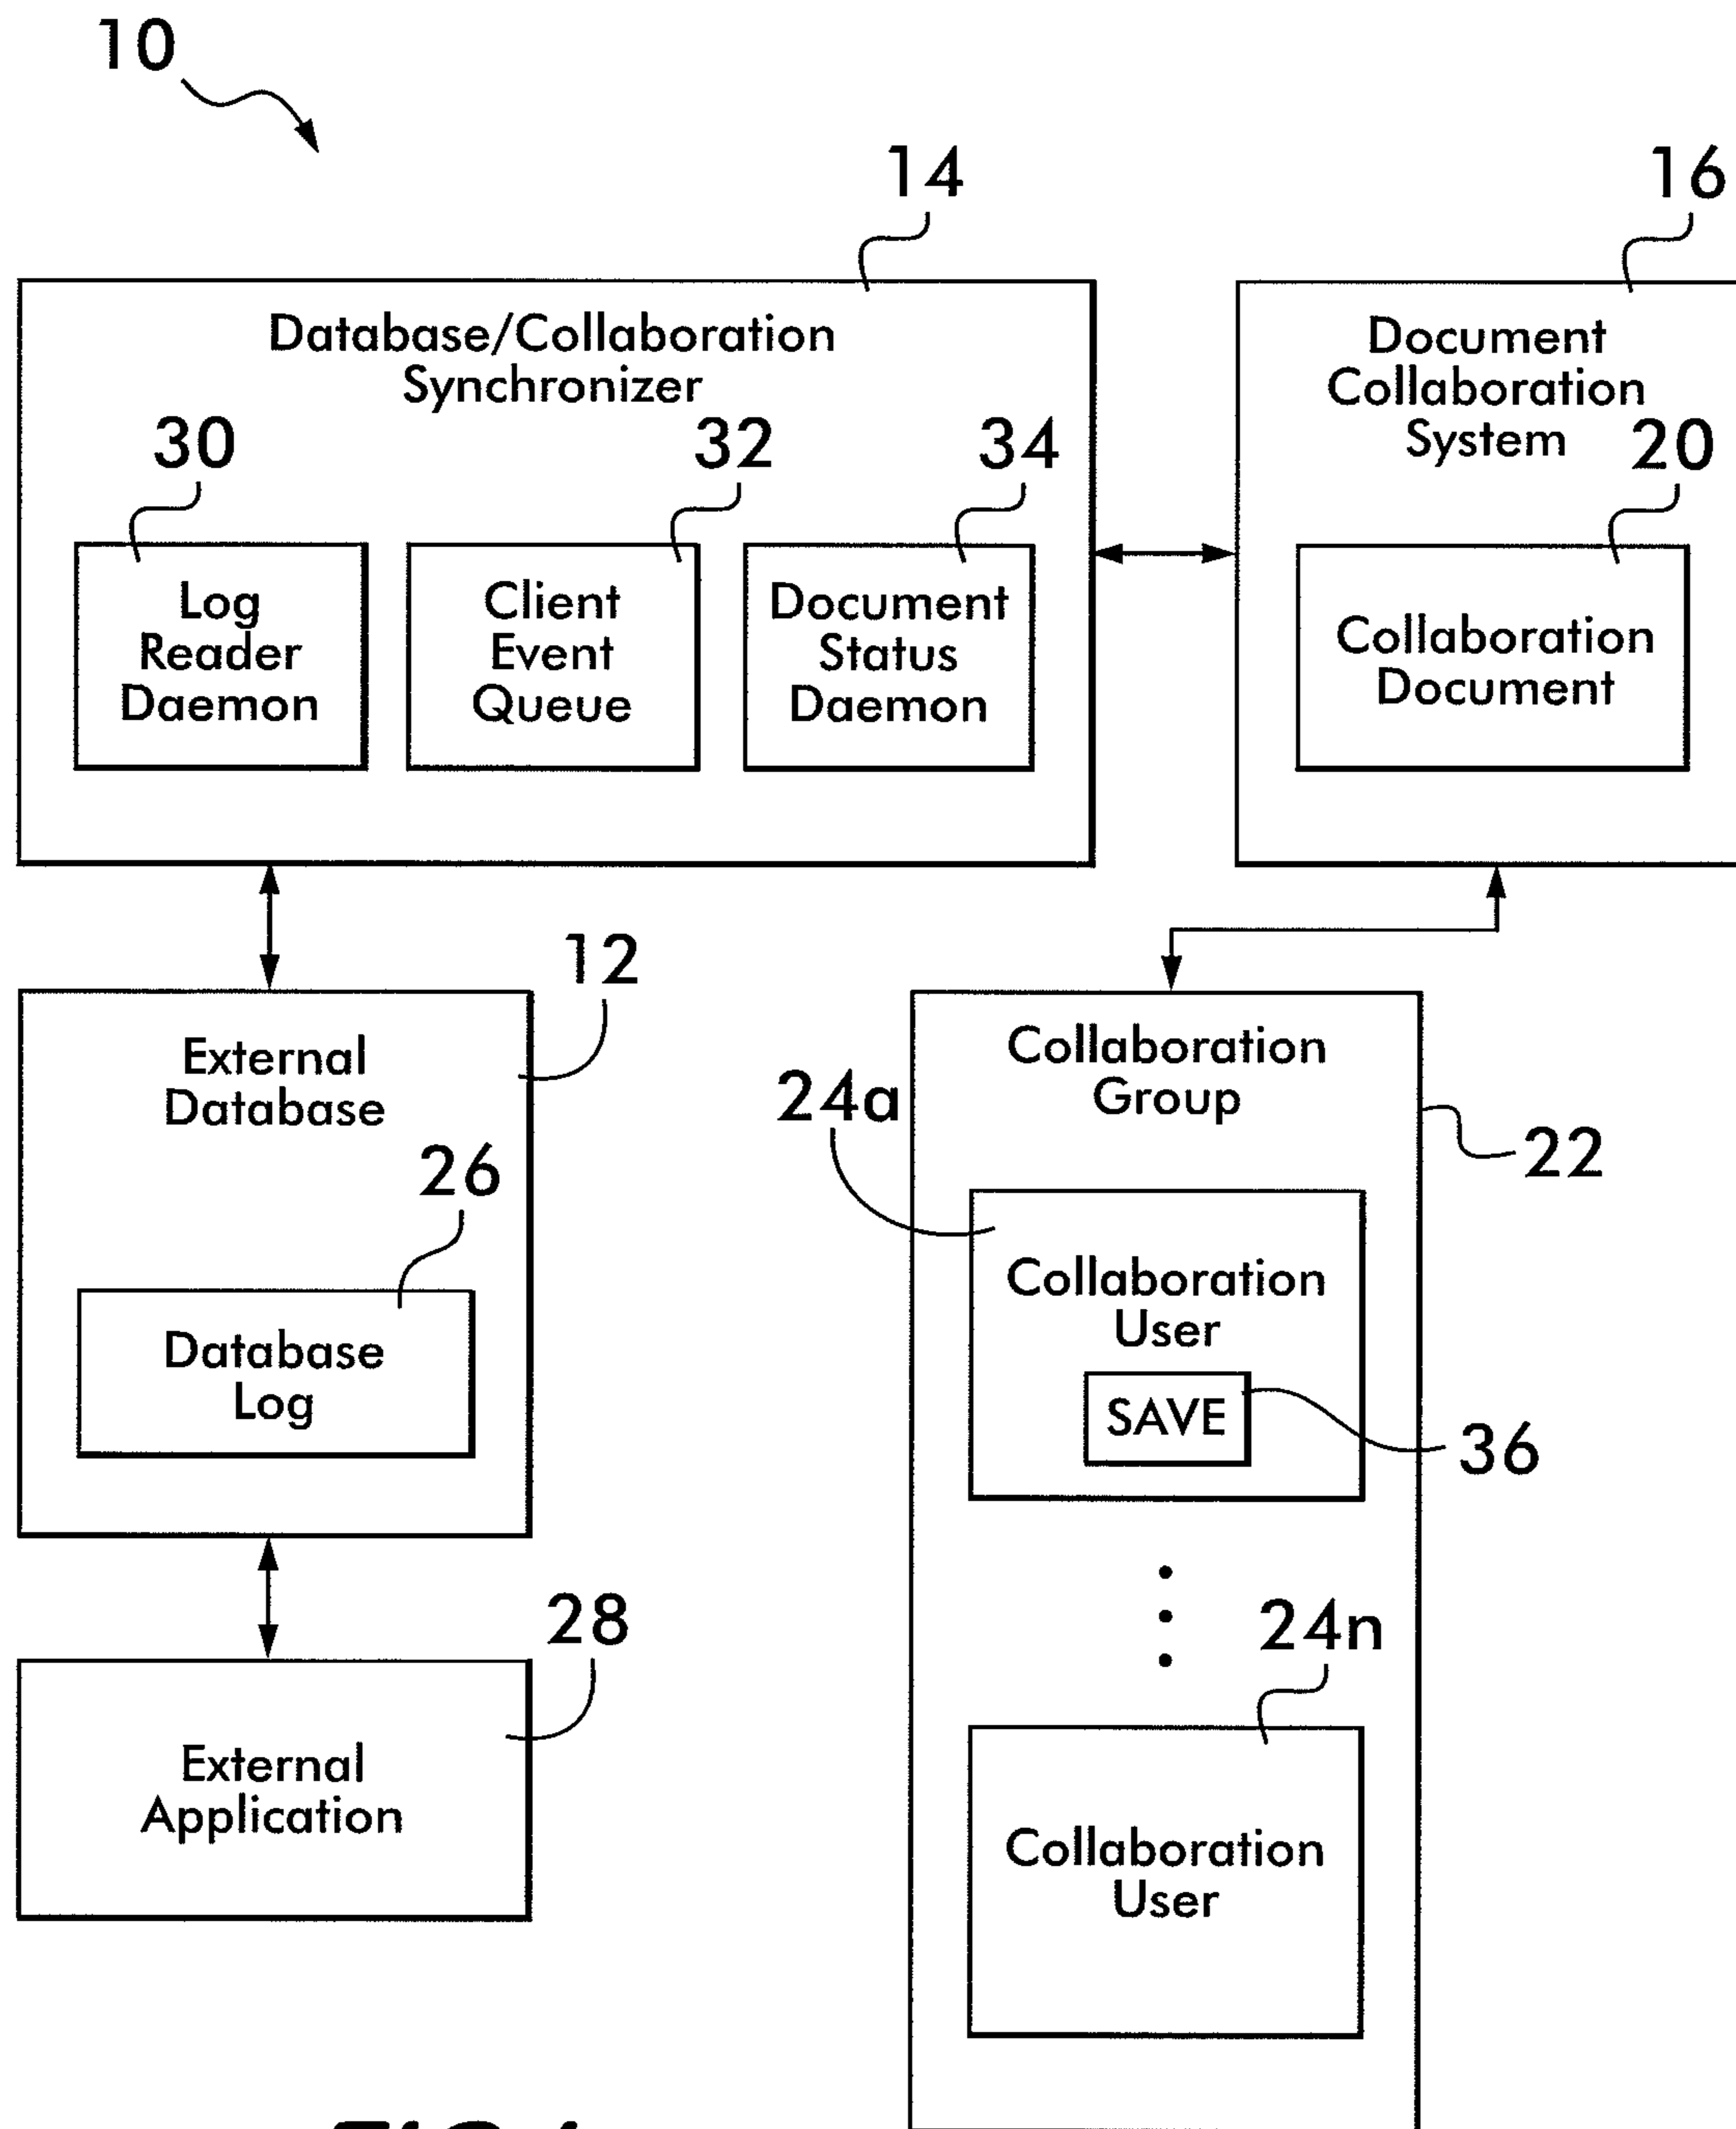 10
14
16
Database/Collaboration
Synchronizer
Document
Collaboration
System
30
32
34
20
Log
Reader
Daemon
Client
Event
Queue
Document
Status
Daemon
Collaboration
Document
12
External
Database
26
Database
Log
28
External
Application
Collaboration
Group
22
24a
Collaboration
User
SAVE
36
24n
Collaboration
User